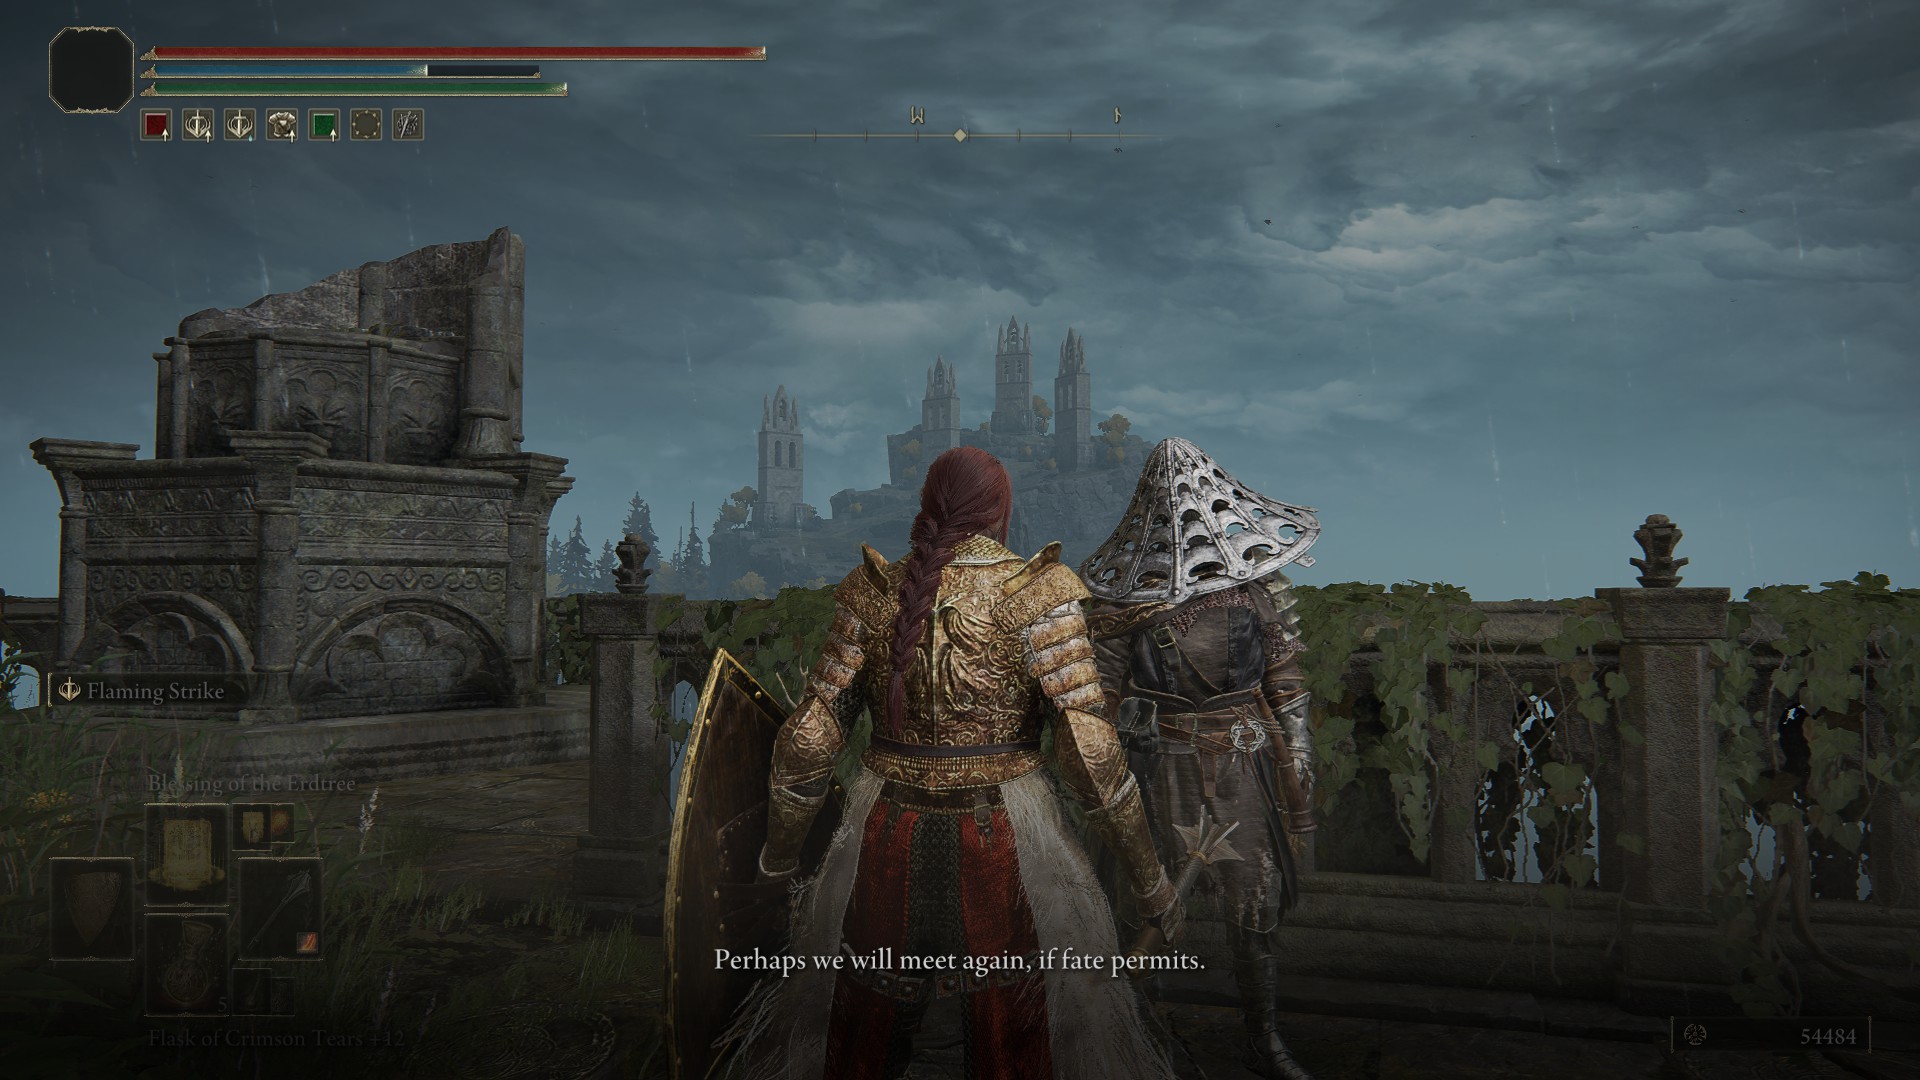 W
N
Flaming Strike
Blessing of the Erdtree
5
Flask of Crimson Tears +12
Perhaps we will meet again, if fate permits.
54484